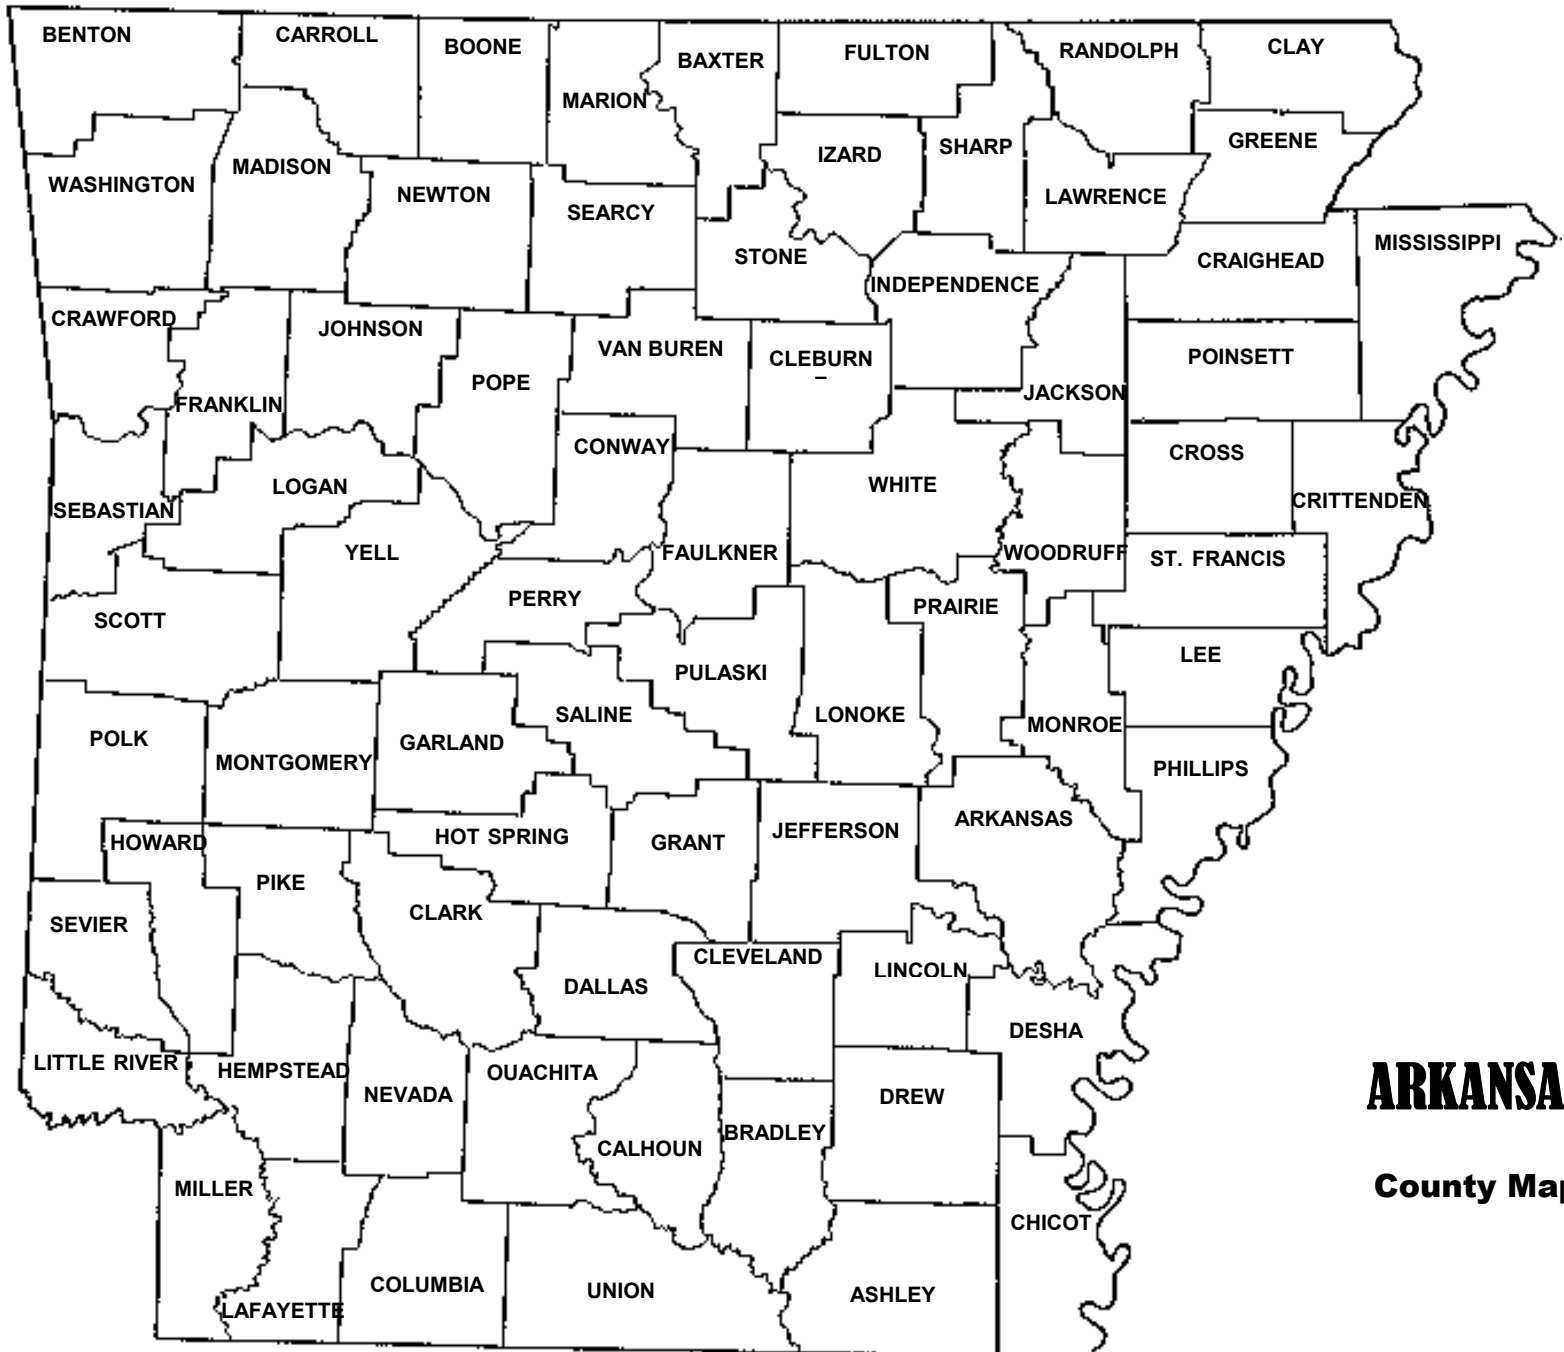 BENTON
CARROLL
BOONE
MARION
BAXTER
FULTON
RANDOLPH
CLAY
WASHINGTON
MADISON
NEWTON
SEARCY
IZARD
SHARP
LAWRENCE
GREENE
STONE
INDEPENDENCE
CRAIGHEAD
MISSISSIPPI
CRAWFORD
FRANKLIN
JOHNSON
POPE
VAN BUREN
CLEBURN
–
JACKSON
POINSETT
SEBASTIAN
LOGAN
CONWAY
WHITE
CROSS
CRITTENDEN
YELL
FAULKNER
WOODRUFF
ST. FRANCIS
SCOTT
PERRY
PRAIRIE
PULASKI
LEE
POLK
MONTGOMERY
GARLAND
SALINE
LONOKE
MONROE
PHILLIPS
HOWARD
PIKE
HOT SPRING
GRANT
JEFFERSON
ARKANSAS
SEVIER
CLARK
DALLAS
CLEVELAND
LINCOLN
DESHA
LITTLE RIVER
HEMPSTEAD
NEVADA
OUACHITA
CALHOUN
BRADLEY
DREW
MILLER
LAFAYETTE
COLUMBIA
UNION
ASHLEY
CHICOT
ARKANSA
County Map